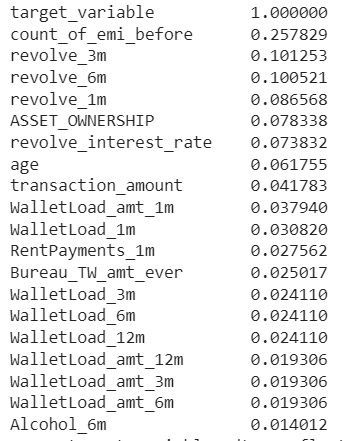 target_variable 1.000000
count_of_emi_before 0.257829
revolve_3m 0.101253
revolve_6m 0.100521
revolve_1m 0.086568
ASSET_OWNERSHIP 0.078338
revolve_interest_rate 0.073832
age 0.061755
transaction_amount 0.041783
WalletLoad_amt_1m 0.037940
WalletLoad_1m 0.030820
RentPayments_1m 0.027562
Bureau_TW_amt_ever 0.025017
WalletLoad_3m 0.024110
WalletLoad_6m 0.024110
WalletLoad_12m 0.024110
WalletLoad_amt_12m 0.019306
WalletLoad_amt_3m 0.019306
WalletLoad_amt_6m 0.019306
Alcohol_6m 0.014012